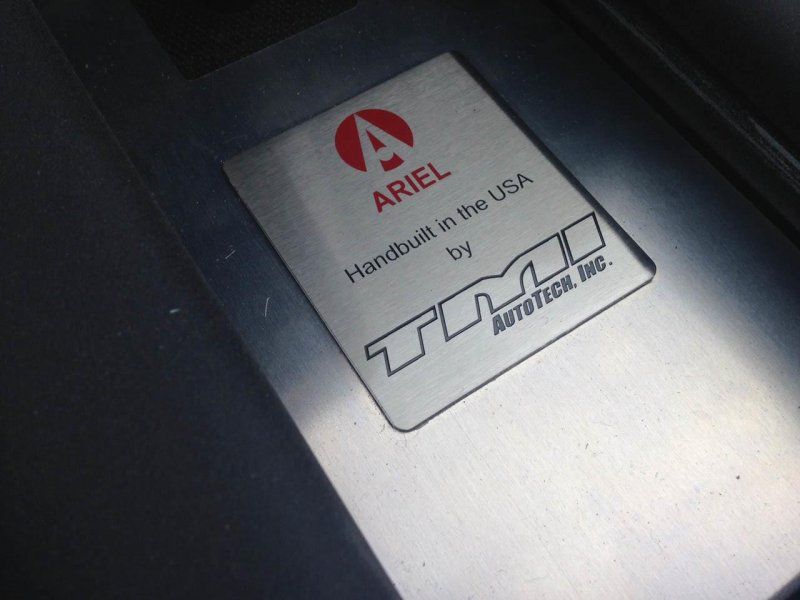 ARIEL
Handbuilt in the USA
by
TMI
AUTOTECH, INC.